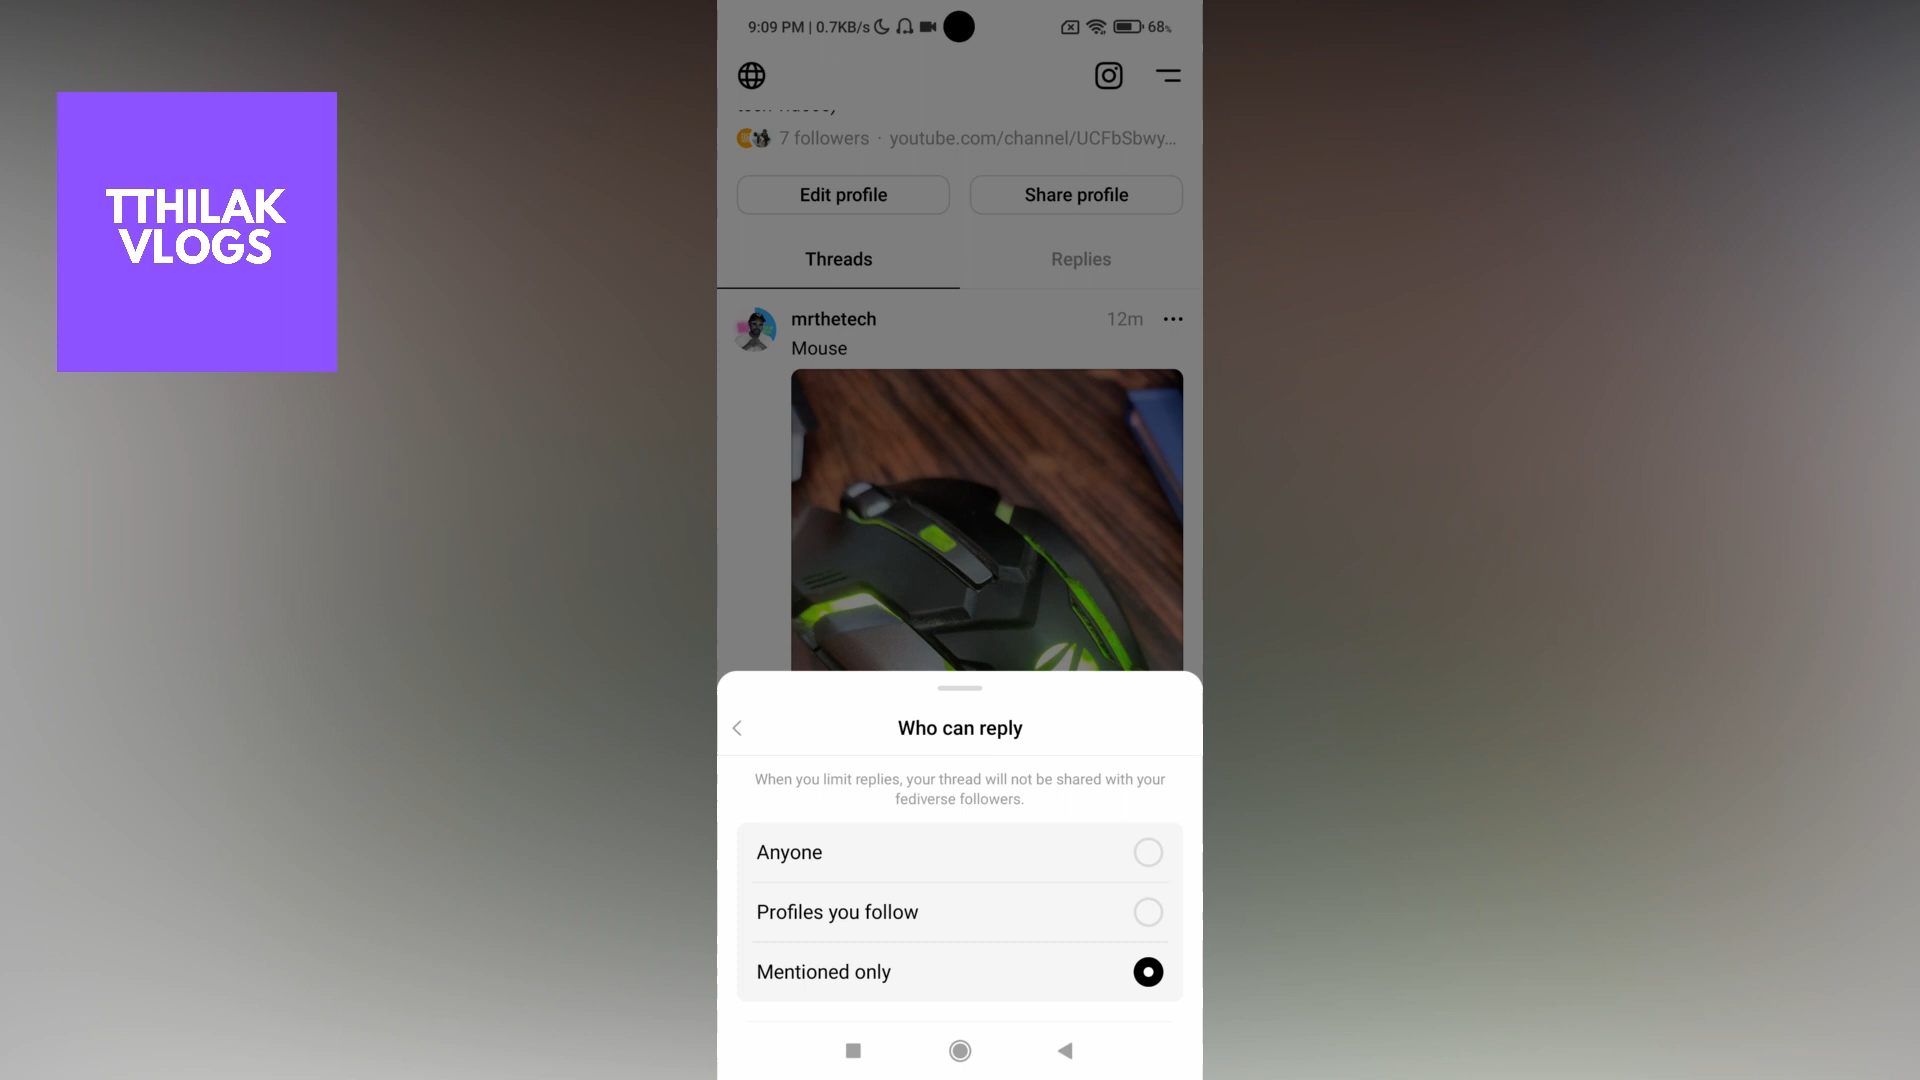 TTHILAK
VLOGS
9:09 PM | 0.7KB/s
68%
7 followers · youtube.com/channel/UCFbSbwy...
Edit profile
Share profile
Threads
Replies
mrthetech
12m
Mouse
Who can reply
When you limit replies, your thread will not be shared with your
fediverse followers.
Anyone
Profiles you follow
Mentioned only